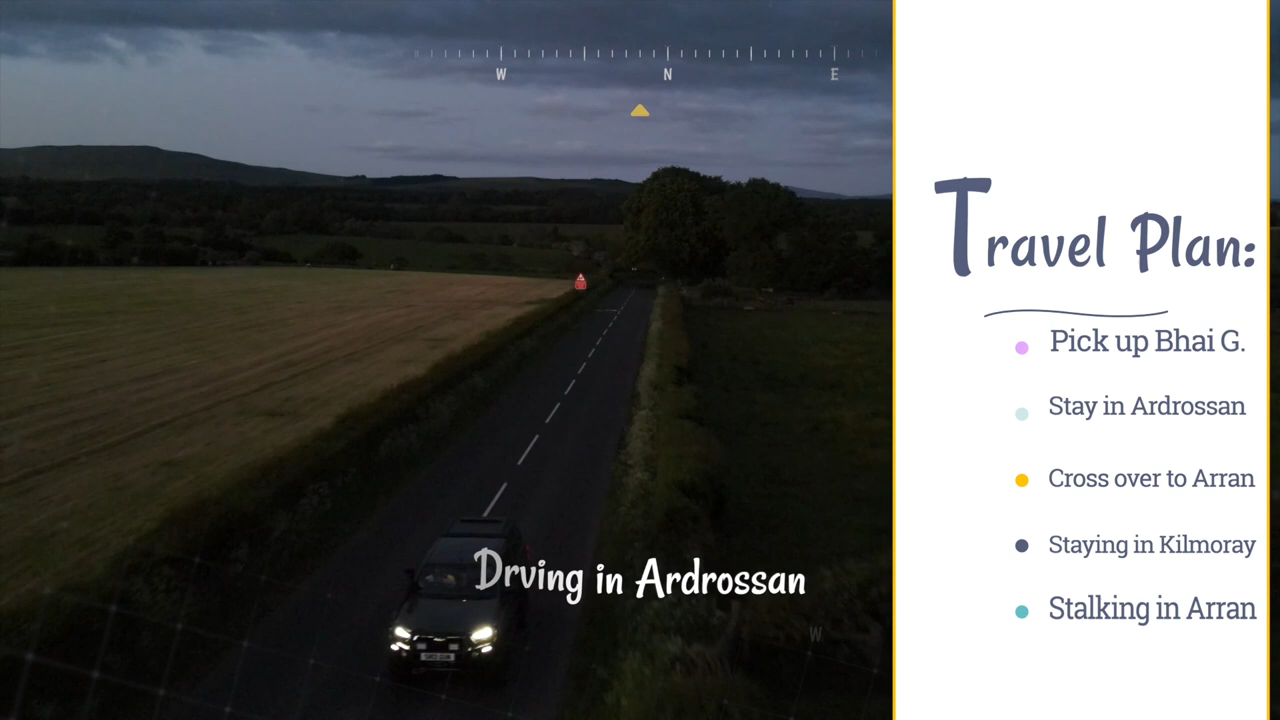 W N E
Travel Plan:
Pick up Bhai G.
Stay in Ardrossan
Cross over to Arran
Staying in Kilmoray
Stalking in Arran
Drving in Ardrossan
W